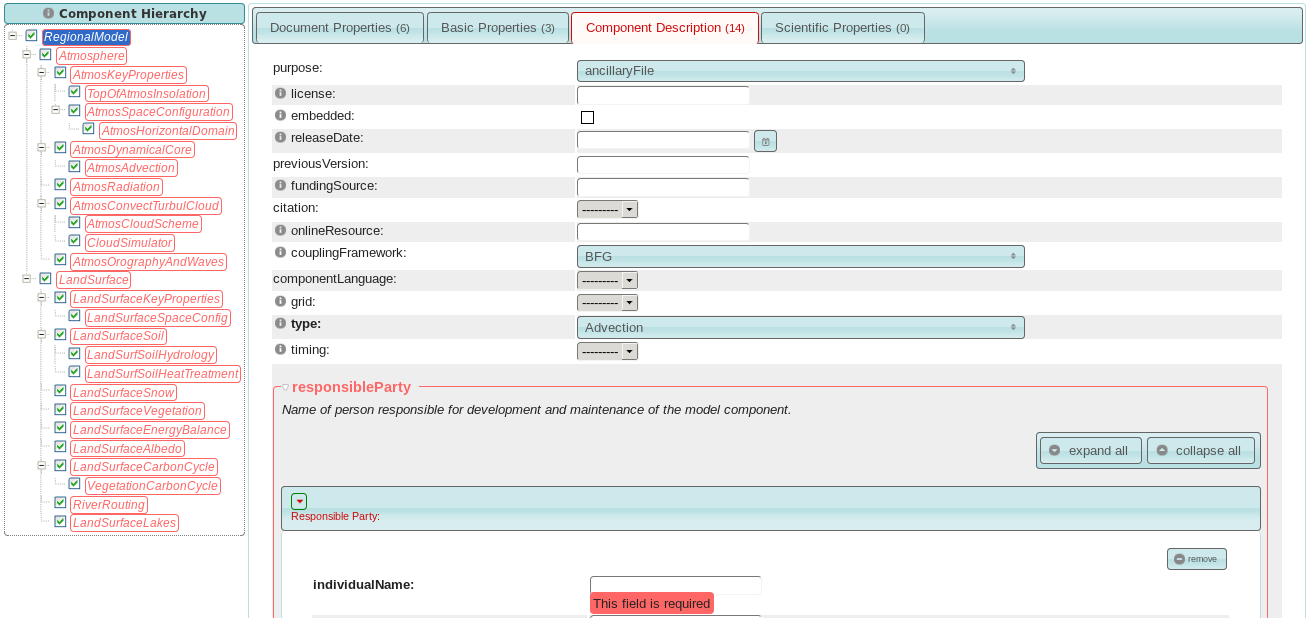 Component Hierarchy
RegionalModel
Atmosphere
AtmosKeyProperties
TopOfAtmosInsolation
AtmosSpaceConfiguration
AtmosHorizontalDomain
AtmosDynamicalCore
AtmosAdvection
AtmosRadiation
AtmosConvectTurbulCloud
AtmosCloudScheme
CloudSimulator
AtmosOrographyAndWaves
LandSurface
LandSurfaceKeyProperties
LandSurfaceSpaceConfig
LandSurfaceSoil
LandSurfSoilHydrology
LandSurfSoilHeatTreatment
LandSurfaceSnow
LandSurfaceVegetation
LandSurfaceEnergyBalance
LandSurfaceAlbedo
LandSurfaceCarbonCycle
VegetationCarbonCycle
RiverRouting
LandSurfaceLakes
Document Properties (6) Basic Properties (3) Component Description (14) Scientific Properties (0)
purpose: ancillaryFile
license:
embedded:
releaseDate:
previousVersion:
fundingSource:
citation: ---------
onlineResource:
couplingFramework: BFG
componentLanguage: ---------
grid: ---------
type: Advection
timing: ---------
responsibleParty
Name of person responsible for development and maintenance of the model component.
expand all collapse all
Responsible Party:
remove
individualName:
This field is required